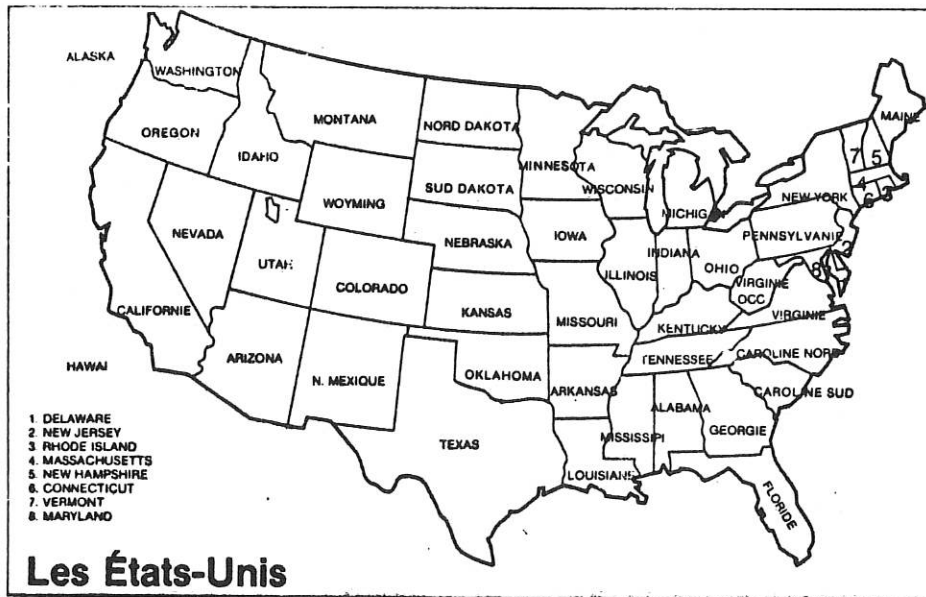 ALASKA
WASHINGTON
MAINE
MONTANA
NORD DAKOTA
OREGON
7
5
IDAHO
MINNESOTA
SUD DAKOTA
WISCONSIN
4
WOYMING
MICHIG
NEW YORK
6
3
NEVADA
NEBRASKA
IOWA
PENNSYLVANIE
2
UTAH
ILLINOIS
INDIANA
OHIO
8
1
COLORADO
VIRGINIE
OCC
CALIFORNIE
KANSAS
MISSOURI
VIRGINIE
KENTUCKY
ARIZONA
TENNESSEE
CAROLINE NORD
HAWAI
N. MEXIQUE
OKLAHOMA
ARKANSAS
CAROLINE SUD
ALABAMA
GEORGIE
TEXAS
MISSISSIPI
LOUISIANE
FLORIDE
1. DELAWARE
2. NEW JERSEY
3. RHODE ISLAND
4. MASSACHUSETTS
5. NEW HAMPSHIRE
6. CONNECTICUT
7. VERMONT
8. MARYLAND
Les États-Unis